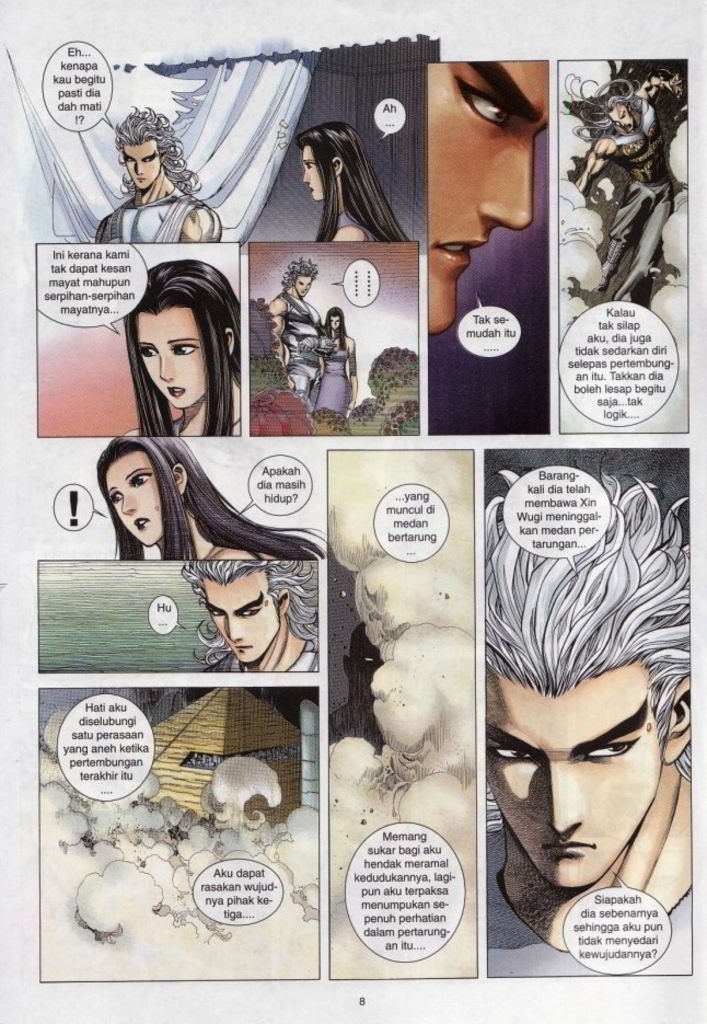 Eh...
kenapa
kau begitu
pasti dia
dah mati
!?
Ah
...
Tak se-
mudah itu
.....
Kalau
tak silap
aku, dia juga
tidak sedarkan diri
selepas pertembung-
an itu. Takkan dia
boleh lesap begitu
saja...tak
logik....
Ini kerana kami
tak dapat kesan
mayat mahupun
serpihan-serpihan
mayatnya...
!
Apakah
dia masih
hidup?
Hu
...
Hati aku
diselubungi
satu perasaan
yang aneh ketika
pertembungan
terakhir itu
....
Aku dapat
rasakan wujud-
nya pihak ke-
tiga....
...yang
muncul di
medan
bertarung
...
Memang
sukar bagi aku
hendak meramal
kedudukannya, lagi-
pun aku terpaksa
menumpukan se-
penuh perhatian
dalam pertarung-
an itu....
Barang-
kali dia telah
membawa Xin
Wugi meninggal-
kan medan per-
tarungan...
Siapakah
dia sebenarnya
sehingga aku pun
tidak menyedari
kewujudannya?
8